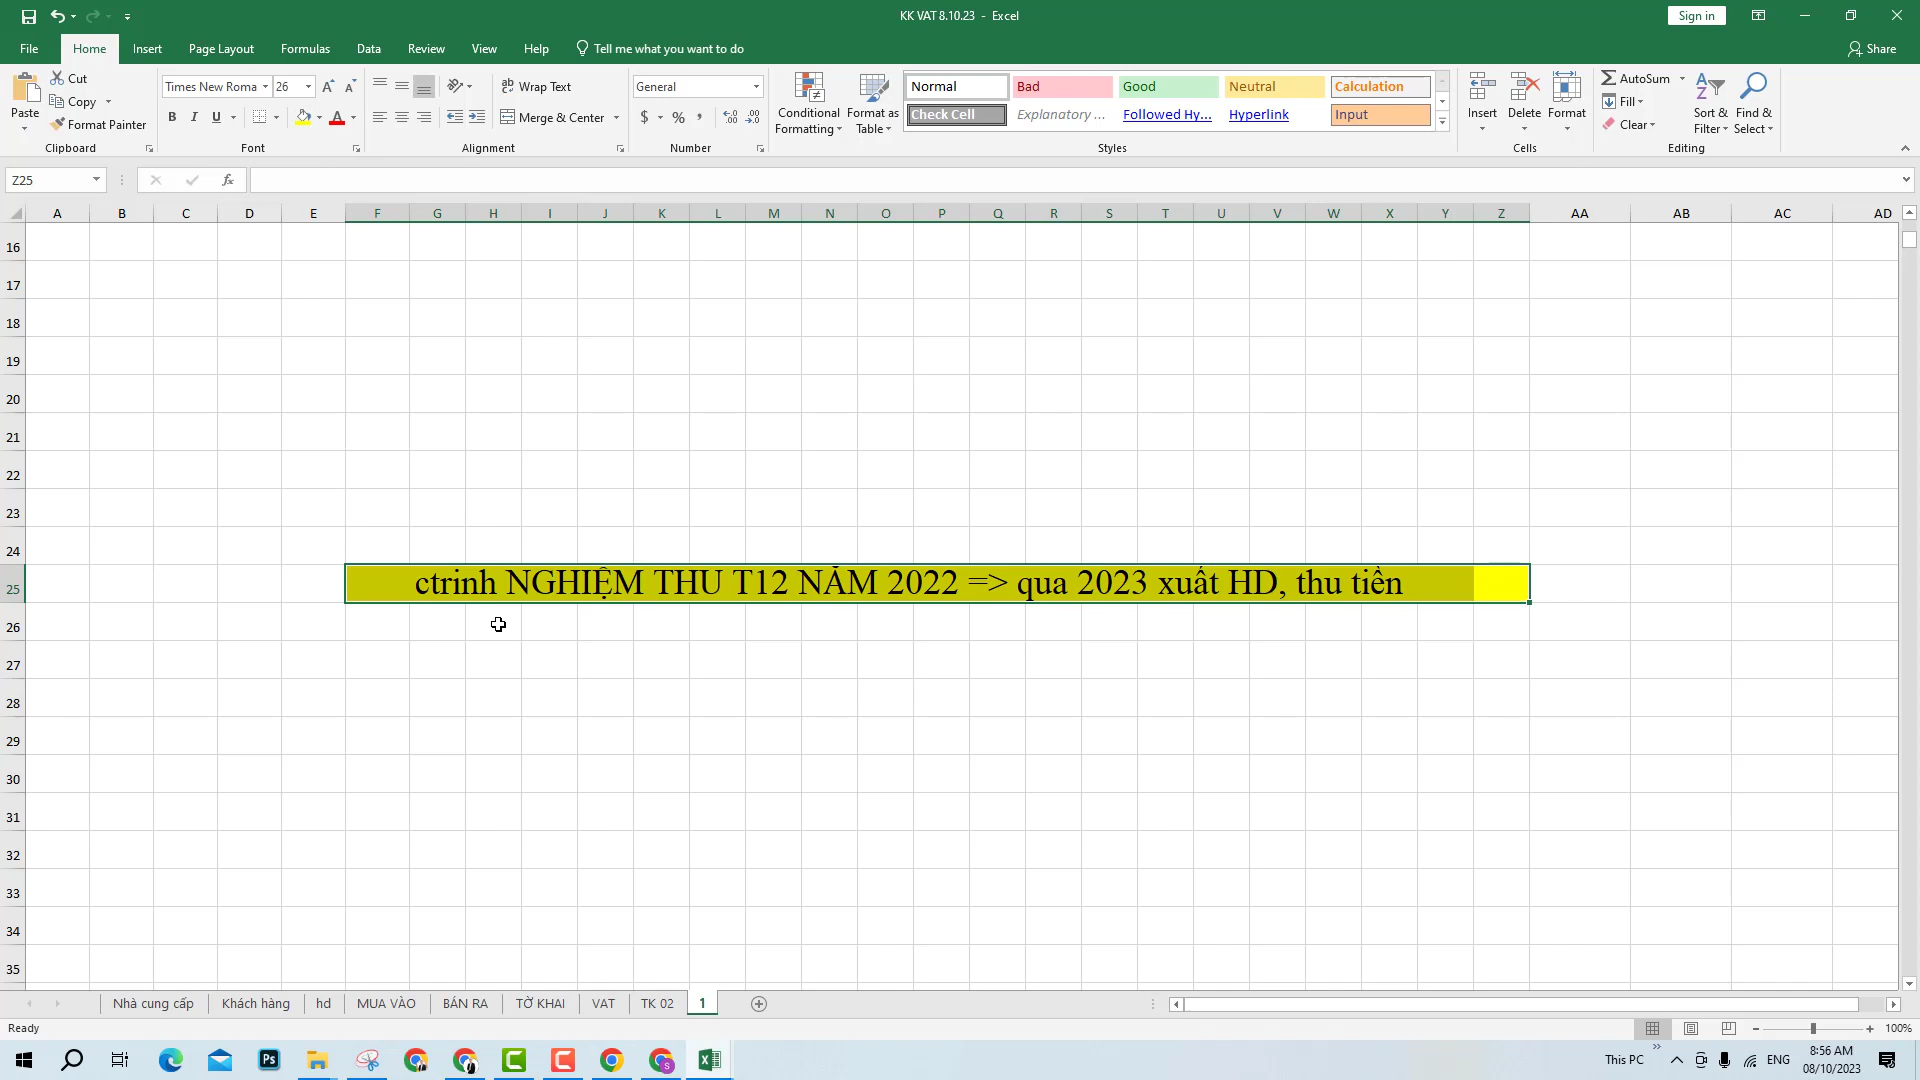 KK VAT 8.10.23 - Excel
Sign in
File Home Insert Page Layout Formulas Data Review View Help Tell me what you want to do Share
Paste Cut Copy Format Painter
Clipboard
Times New Roma 26
B I U
Font
Wrap Text
Merge & Center
Alignment
General
$ % ,
Number
Conditional Formatting
Format as Table
Normal Bad Good Neutral Calculation
Check Cell Explanatory ... Followed Hy... Hyperlink Input
Styles
Insert Delete Format
Cells
AutoSum
Fill
Clear
Sort & Filter
Find & Select
Editing
Z25 fx
A B C D E F G H I J K L M N O P Q R S T U V W X Y Z AA AB AC AD
16
17
18
19
20
21
22
23
24
25 ctrinh NGHIỆM THU T12 NĂM 2022 => qua 2023 xuất HD, thu tiền
26
27
28
29
30
31
32
33
34
35
Nhà cung cấp Khách hàng hd MUA VÀO BÁN RA TỜ KHAI VAT TK 02 1
Ready 100%
Ps This PC ENG 8:56 AM
08/10/2023